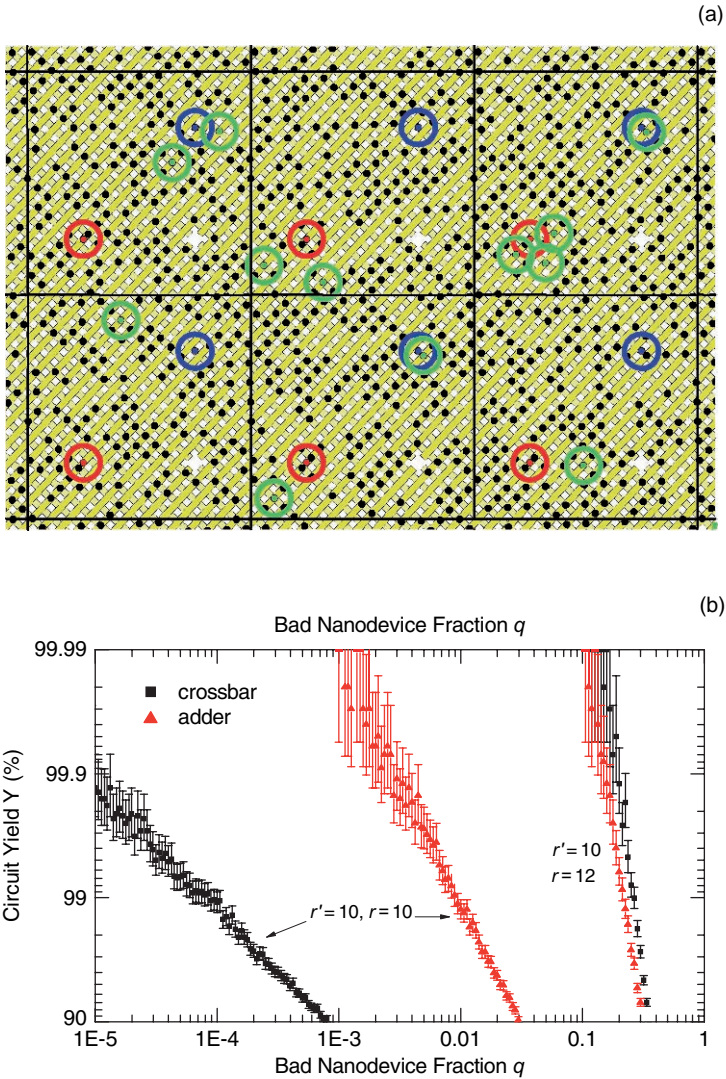 (a)
(b)
Bad Nanodevice Fraction q
99.99
crossbar
adder
99.9
Circuit Yield Y (%)
r' = 10
r = 12
99
r' = 10, r = 10
90
1E-5 1E-4 1E-3 0.01 0.1 1
Bad Nanodevice Fraction q